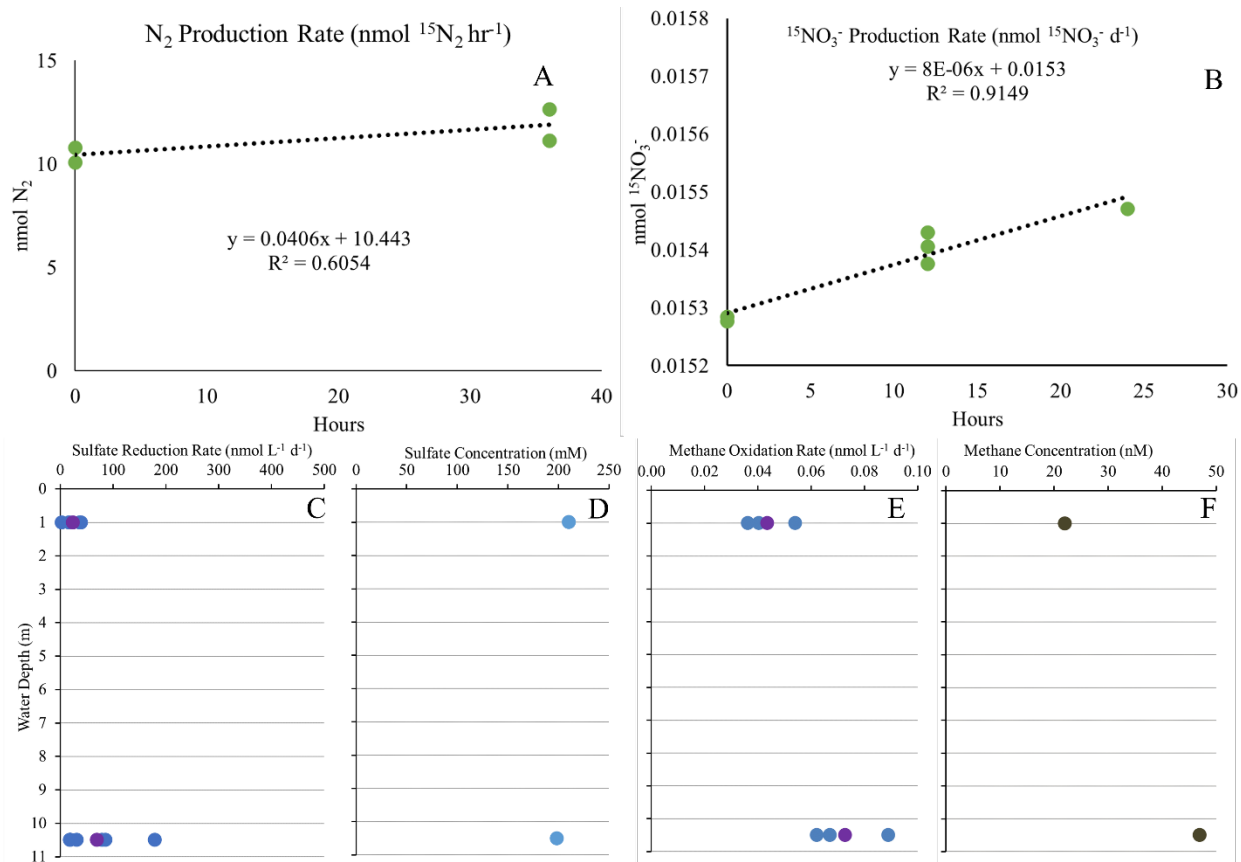 N₂ Production Rate (nmol ¹⁵N₂ hr⁻¹)
A
15
10
5
0
nmol N₂
y = 0.0406x + 10.443
R² = 0.6054
0 10 20 30 40
Hours
¹⁵NO₃⁻ Production Rate (nmol ¹⁵NO₃⁻ d⁻¹)
y = 8E-06x + 0.0153
R² = 0.9149
B
0.0158
0.0157
0.0156
0.0155
0.0155
0.0154
0.0153
0.0152
nmol ¹⁵NO₃⁻
0 5 10 15 20 25 30
Hours
Sulfate Reduction Rate (nmol L⁻¹ d⁻¹)
0 100 200 300 400 500
C
0
1
2
3
4
5
6
7
8
9
10
11
Water Depth (m)
Sulfate Concentration (mM)
0 50 100 150 200 250
D
Methane Oxidation Rate (nmol L⁻¹ d⁻¹)
0.00 0.02 0.04 0.06 0.08 0.10
E
Methane Concentration (nM)
0 10 20 30 40 50
F